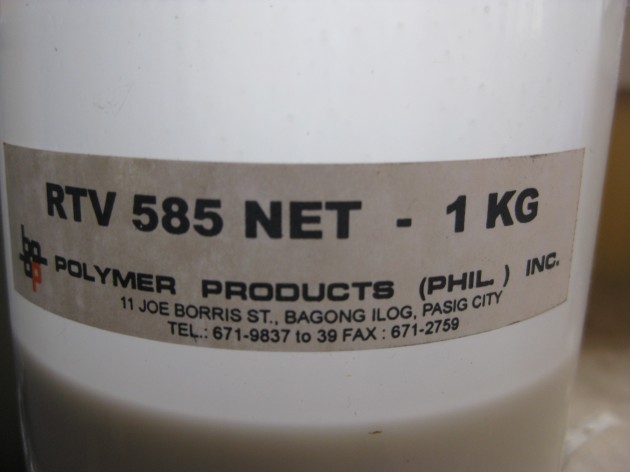 RTV 585 NET - 1 KG
POLYMER PRODUCTS (PHIL.) INC.
11 JOE BORRIS ST., BAGONG ILOG, PASIG CITY
TEL.: 671-9837 to 39 FAX : 671-2759